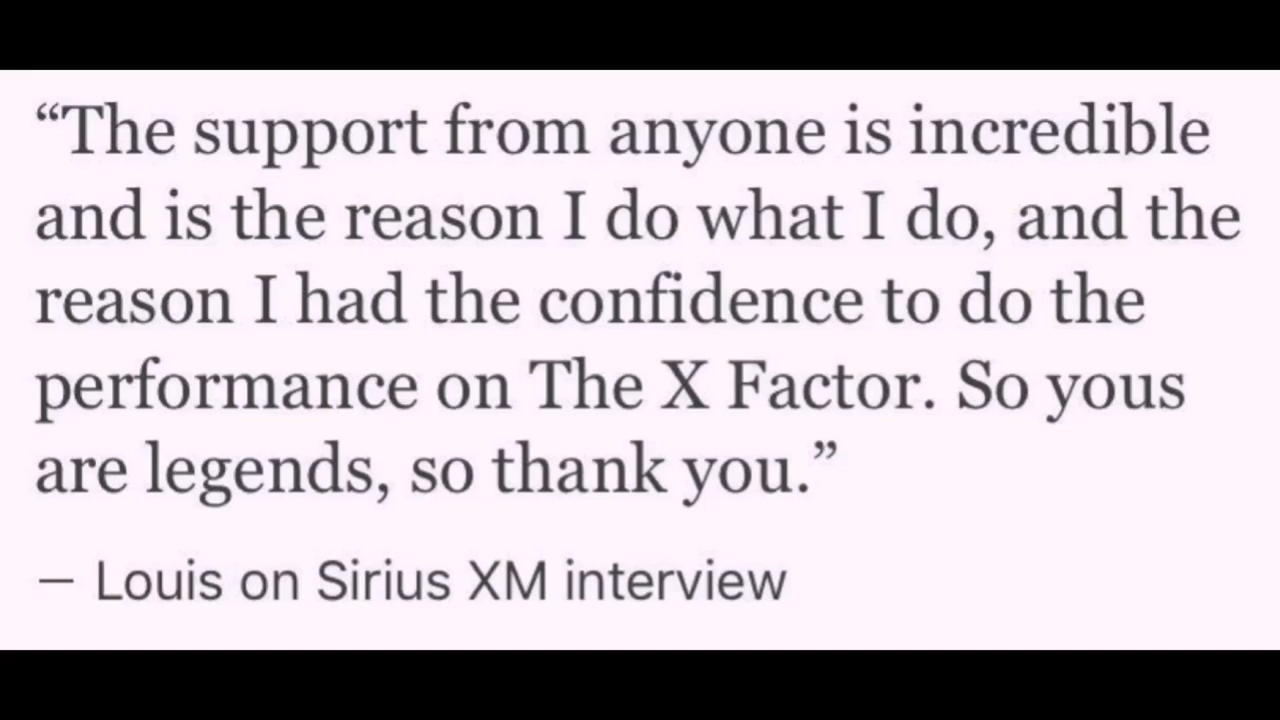 “The support from anyone is incredible
and is the reason I do what I do, and the
reason I had the confidence to do the
performance on The X Factor. So yous
are legends, so thank you.”
— Louis on Sirius XM interview